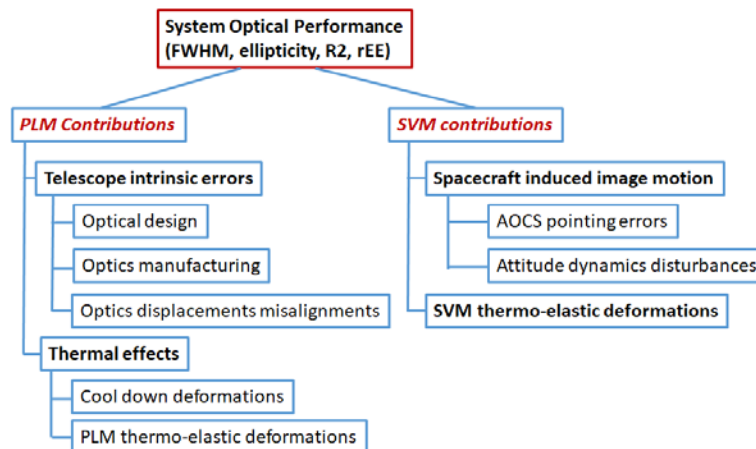 System Optical Performance
(FWHM, ellipticity, R2, rEE)
PLM Contributions
Telescope intrinsic errors
Optical design
Optics manufacturing
Optics displacements misalignments
Thermal effects
Cool down deformations
PLM thermo-elastic deformations
SVM contributions
Spacecraft induced image motion
AOCS pointing errors
Attitude dynamics disturbances
SVM thermo-elastic deformations